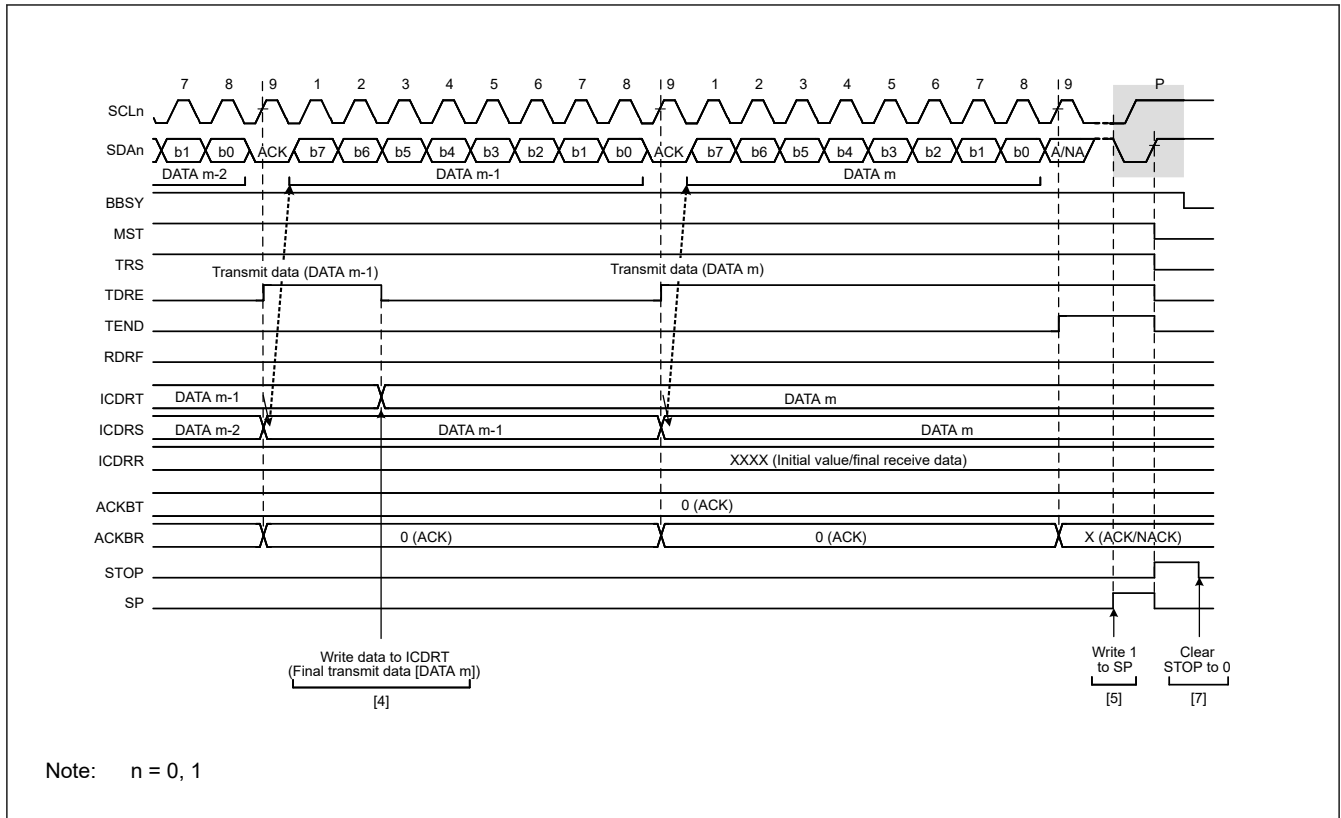 7 8 9 1 2 3 4 5 6 7 8 9 1 2 3 4 5 6 7 8 9 P
SCLn
SDAn b1 b0 ACK b7 b6 b5 b4 b3 b2 b1 b0 ACK b7 b6 b5 b4 b3 b2 b1 b0 A/NA
DATA m-2 DATA m-1 DATA m
BBSY
MST
TRS
Transmit data (DATA m-1) Transmit data (DATA m)
TDRE
TEND
RDRF
ICDRT DATA m-1 DATA m
ICDRS DATA m-2 DATA m-1 DATA m
ICDRR XXXX (Initial value/final receive data)
ACKBT 0 (ACK)
ACKBR 0 (ACK) 0 (ACK) X (ACK/NACK)
STOP
SP
Write data to ICDRT
(Final transmit data [DATA m])
[4]
Write 1
to SP
[5]
Clear
STOP to 0
[7]
Note: n = 0, 1